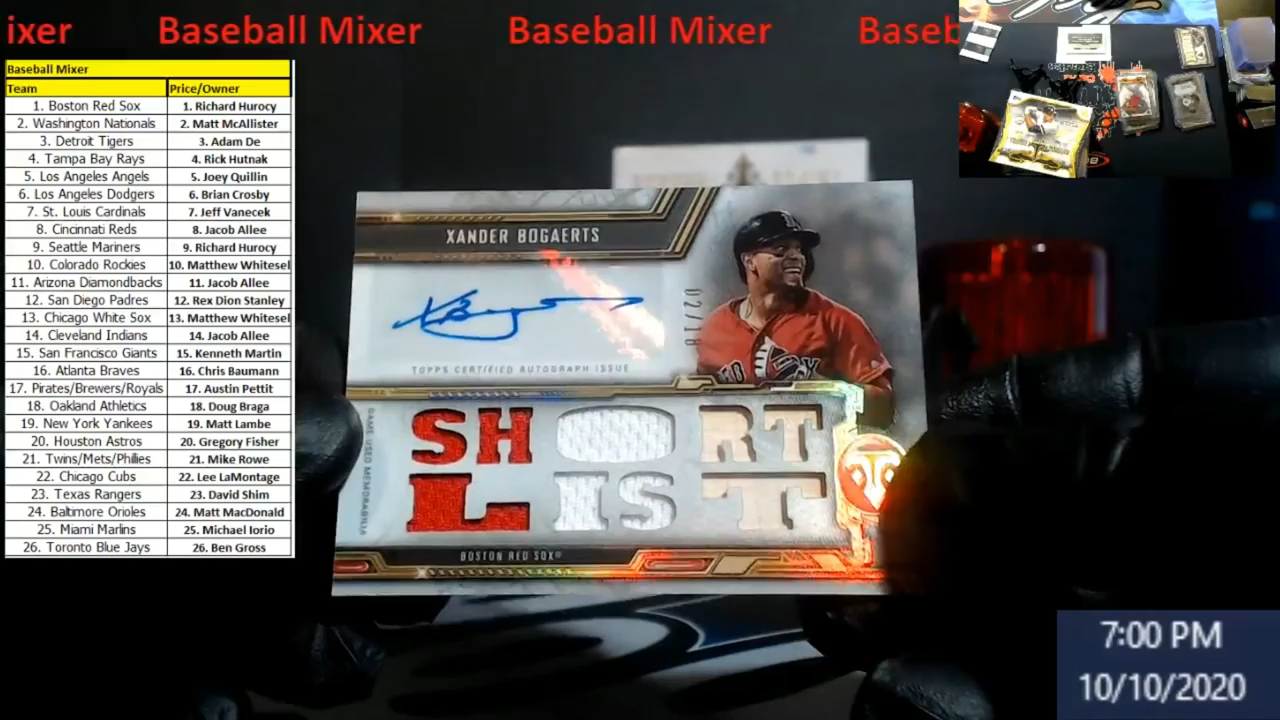 ixer Baseball Mixer Baseball Mixer Baseb
Baseball Mixer
Team Price/Owner
1. Boston Red Sox 1. Richard Hurocy
2. Washington Nationals 2. Matt McAllister
3. Detroit Tigers 3. Adam De
4. Tampa Bay Rays 4. Rick Hutnak
5. Los Angeles Angels 5. Joey Quillin
6. Los Angeles Dodgers 6. Brian Crosby
7. St. Louis Cardinals 7. Jeff Vanecek
8. Cincinnati Reds 8. Jacob Allee
9. Seattle Mariners 9. Richard Hurocy
10. Colorado Rockies 10. Matthew Whitesel
11. Arizona Diamondbacks 11. Jacob Allee
12. San Diego Padres 12. Rex Dion Stanley
13. Chicago White Sox 13. Matthew Whitesel
14. Cleveland Indians 14. Jacob Allee
15. San Francisco Giants 15. Kenneth Martin
16. Atlanta Braves 16. Chris Baumann
17. Pirates/Brewers/Royals 17. Austin Pettit
18. Oakland Athletics 18. Doug Braga
19. New York Yankees 19. Matt Lambe
20. Houston Astros 20. Gregory Fisher
21. Twins/Mets/Phillies 21. Mike Rowe
22. Chicago Cubs 22. Lee LaMontage
23. Texas Rangers 23. David Shim
24. Baltimore Orioles 24. Matt MacDonald
25. Miami Marlins 25. Michael Iorio
26. Toronto Blue Jays 26. Ben Gross
XANDER BOGAERTS
02/18
TOPPS CERTIFIED AUTOGRAPH ISSUE
GAME USED MEMORABILIA
SHORT
LIST
BOSTON RED SOX®
7:00 PM
10/10/2020